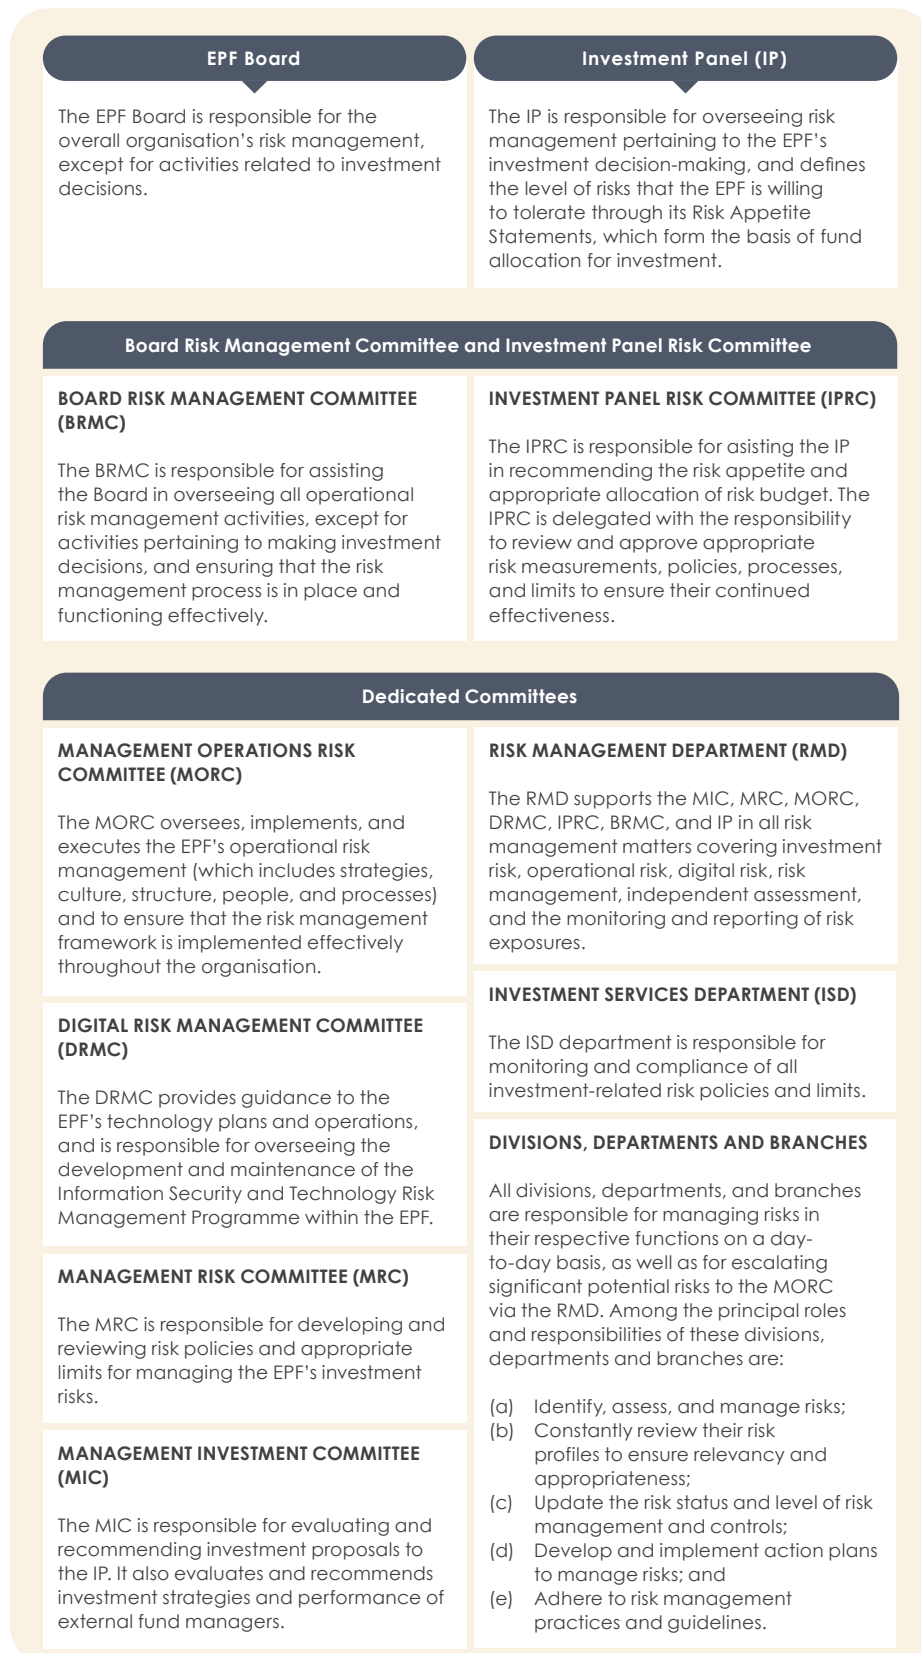 EPF Board
The EPF Board is responsible for the
overall organisation's risk management,
except for activities related to investment
decisions.
Investment Panel (IP)
The IP is responsible for overseeing risk
management pertaining to the EPF's
investment decision-making, and defines
the level of risks that the EPF is willing
to tolerate through its Risk Appetite
Statements, which form the basis of fund
allocation for investment.
Board Risk Management Committee and Investment Panel Risk Committee
BOARD RISK MANAGEMENT COMMITTEE
(BRMC)
The BRMC is responsible for assisting
the Board in overseeing all operational
risk management activities, except for
activities pertaining to making investment
decisions, and ensuring that the risk
management process is in place and
functioning effectively.
INVESTMENT PANEL RISK COMMITTEE (IPRC)
The IPRC is responsible for asisting the IP
in recommending the risk appetite and
appropriate allocation of risk budget. The
IPRC is delegated with the responsibility
to review and approve appropriate
risk measurements, policies, processes,
and limits to ensure their continued
effectiveness.
Dedicated Committees
MANAGEMENT OPERATIONS RISK
COMMITTEE (MORC)
The MORC oversees, implements, and
executes the EPF's operational risk
management (which includes strategies,
culture, structure, people, and processes)
and to ensure that the risk management
framework is implemented effectively
throughout the organisation.
DIGITAL RISK MANAGEMENT COMMITTEE
(DRMC)
The DRMC provides guidance to the
EPF's technology plans and operations,
and is responsible for overseeing the
development and maintenance of the
Information Security and Technology Risk
Management Programme within the EPF.
MANAGEMENT RISK COMMITTEE (MRC)
The MRC is responsible for developing and
reviewing risk policies and appropriate
limits for managing the EPF's investment
risks.
MANAGEMENT INVESTMENT COMMITTEE
(MIC)
The MIC is responsible for evaluating and
recommending investment proposals to
the IP. It also evaluates and recommends
investment strategies and performance of
external fund managers.
RISK MANAGEMENT DEPARTMENT (RMD)
The RMD supports the MIC, MRC, MORC,
DRMC, IPRC, BRMC, and IP in all risk
management matters covering investment
risk, operational risk, digital risk, risk
management, independent assessment,
and the monitoring and reporting of risk
exposures.
INVESTMENT SERVICES DEPARTMENT (ISD)
The ISD department is responsible for
monitoring and compliance of all
investment-related risk policies and limits.
DIVISIONS, DEPARTMENTS AND BRANCHES
All divisions, departments, and branches
are responsible for managing risks in
their respective functions on a day-
to-day basis, as well as for escalating
significant potential risks to the MORC
via the RMD. Among the principal roles
and responsibilities of these divisions,
departments and branches are:
(a) Identify, assess, and manage risks;
(b) Constantly review their risk
profiles to ensure relevancy and
appropriateness;
(c) Update the risk status and level of risk
management and controls;
(d) Develop and implement action plans
to manage risks; and
(e) Adhere to risk management
practices and guidelines.